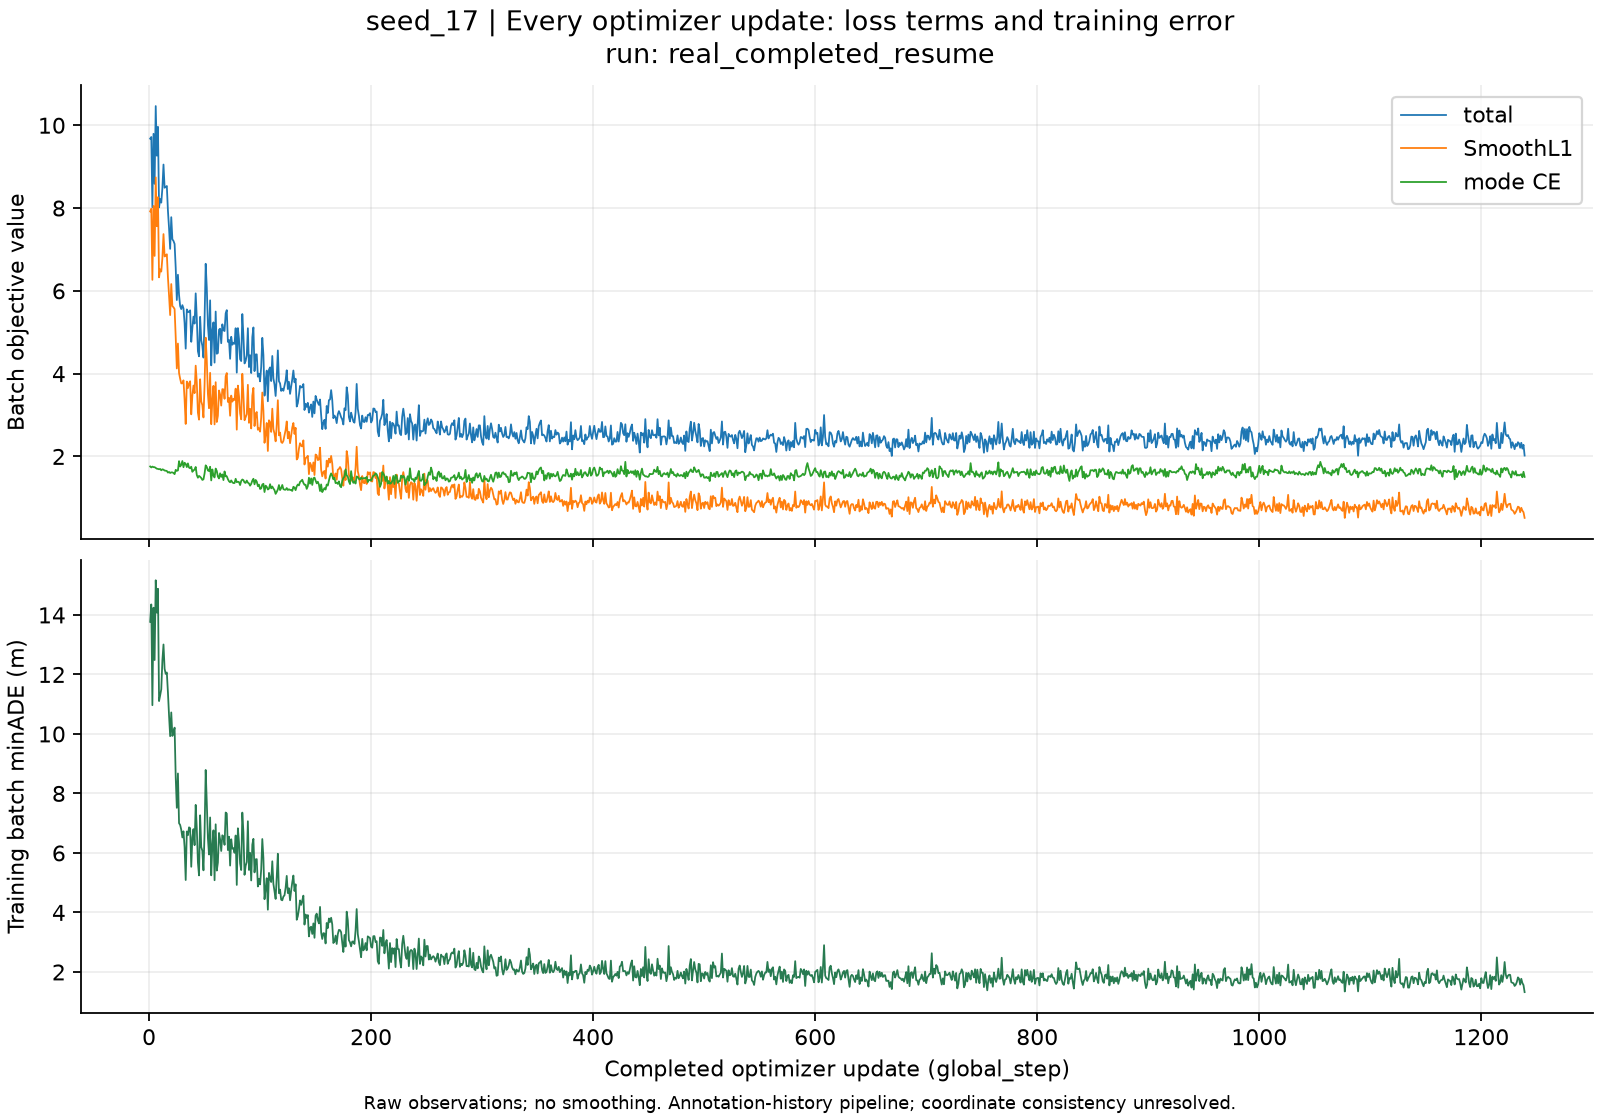 seed_17 | Every optimizer update: loss terms and training error
run: real_completed_resume
Batch objective value
10
8
6
4
2
total
SmoothL1
mode CE
Training batch minADE (m)
14
12
10
8
6
4
2
0
200
400
600
800
1000
1200
Completed optimizer update (global_step)
Raw observations; no smoothing. Annotation-history pipeline; coordinate consistency unresolved.